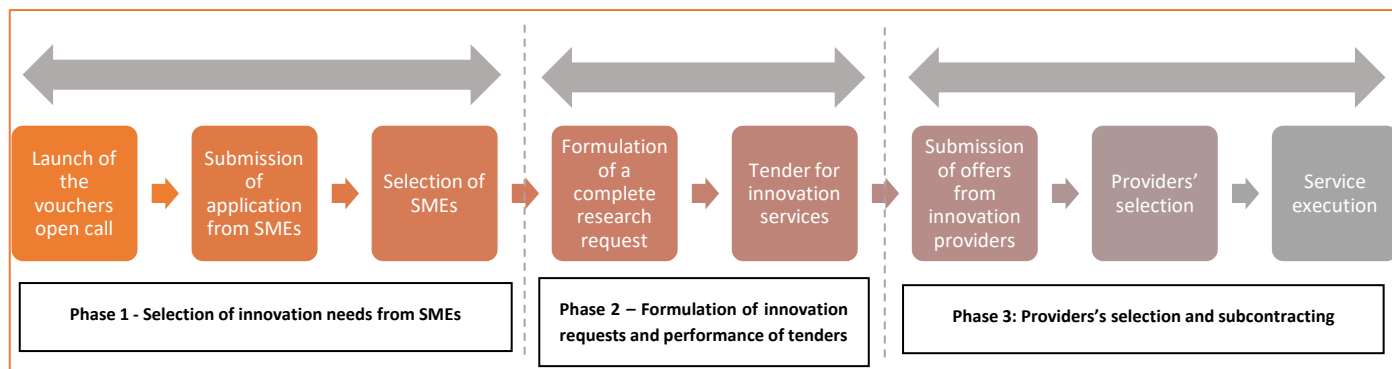 Launch of
the
vouchers
open call
Submission
of
application
from SMEs
Selection of
SMEs
Formulation
of a
complete
research
request
Tender for
innovation
services
Submission
of offers
from
innovation
providers
Providers’
selection
Service
execution
Phase 1 - Selection of innovation needs from SMEs
Phase 2 – Formulation of innovation
requests and performance of tenders
Phase 3: Providers’s selection and subcontracting